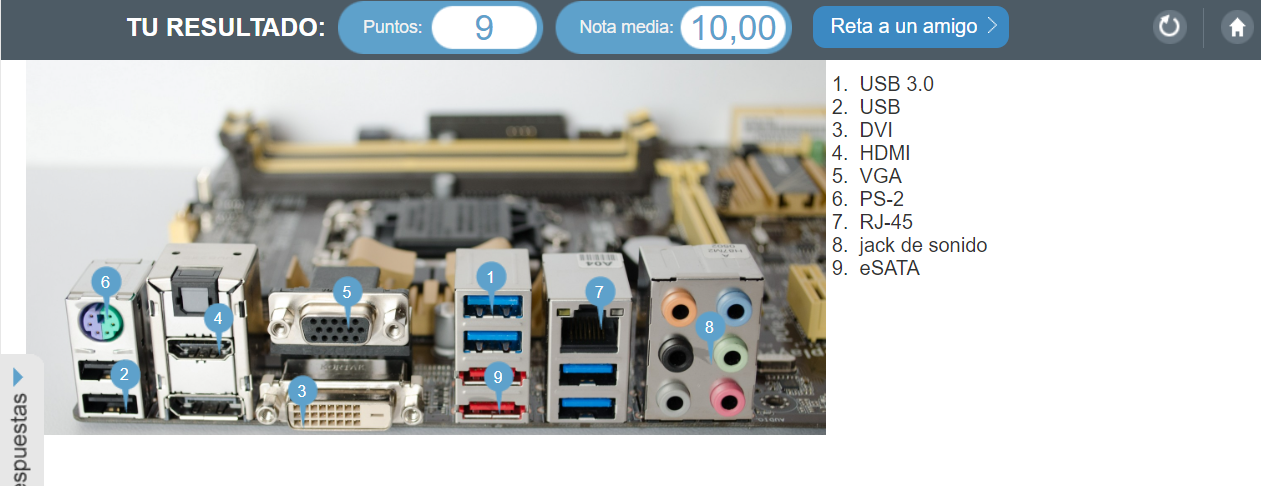 TU RESULTADO: Puntos: 9 Nota media: 10,00 Reta a un amigo
1. USB 3.0
2. USB
3. DVI
4. HDMI
5. VGA
6. PS-2
7. RJ-45
8. jack de sonido
9. eSATA
6
4
5
1
7
2
3
9
8
A04
espuestas